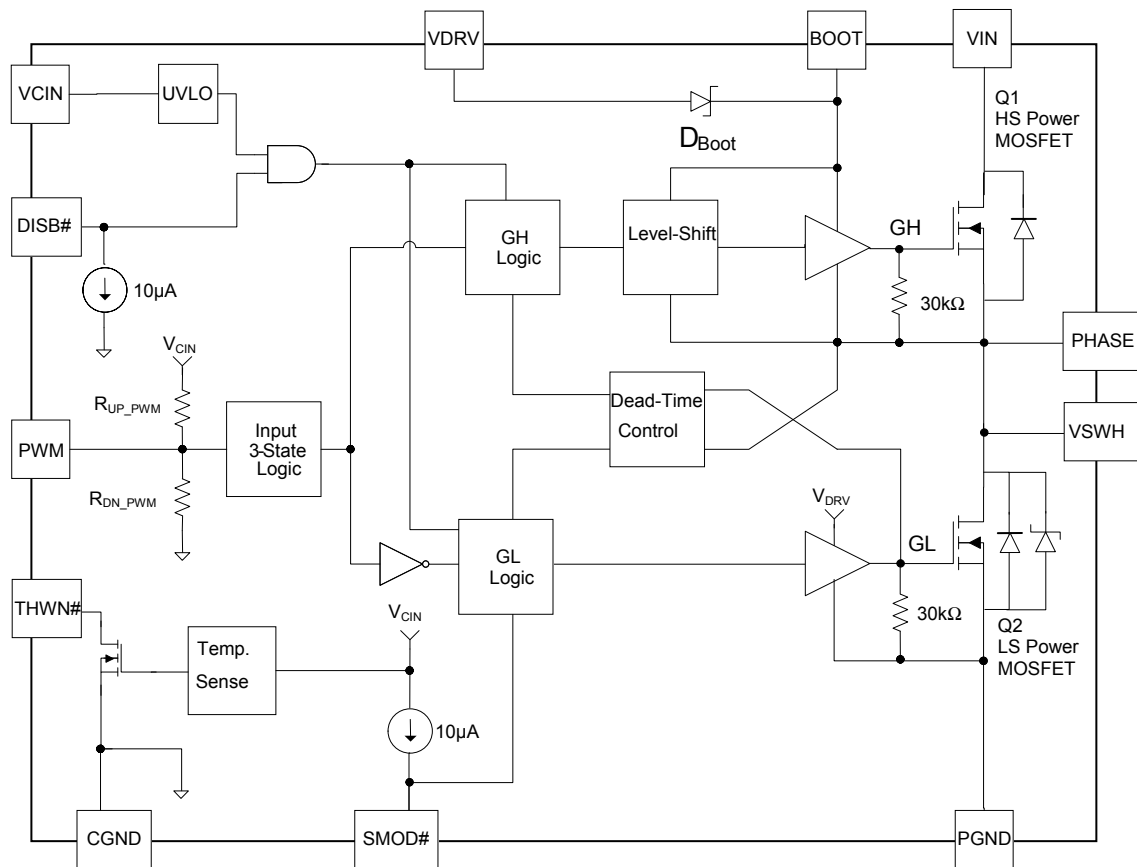 VDRV
BOOT
VIN
VCIN
UVLO
Q1
HS Power
MOSFET
DBoot
DISB#
GH
Logic
Level-Shift
GH
10µA
30kΩ
VCIN
PHASE
RUP_PWM
Dead-Time
Control
PWM
Input
3-State
Logic
VSWH
RDN_PWM
VDRV
GL
Logic
GL
THWN#
VCIN
30kΩ
Temp.
Sense
Q2
LS Power
MOSFET
10µA
CGND
SMOD#
PGND